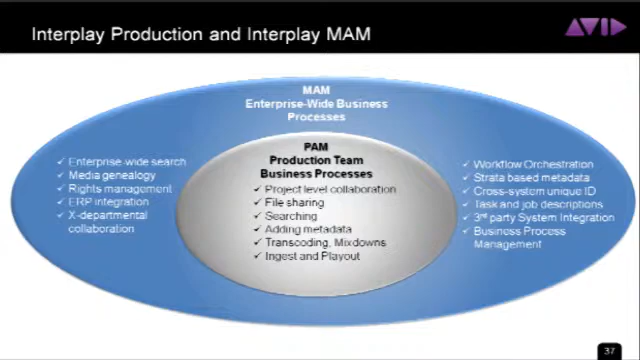 Interplay Production and Interplay MAM
AVID
MAM
Enterprise-Wide Business
Processes
PAM
Production Team
Business Processes
✓ Enterprise-wide search
✓ Media genealogy
✓ Rights management
✓ ERP integration
✓ X-departmental
collaboration
✓ Project level collaboration
✓ File sharing
✓ Searching
✓ Adding metadata
✓ Transcoding, Mixdowns
✓ Ingest and Playout
✓ Workflow Orchestration
✓ Strata based metadata
✓ Cross-system unique ID
✓ Task and job descriptions
✓ 3rd party System Integration
✓ Business Process
Management
37